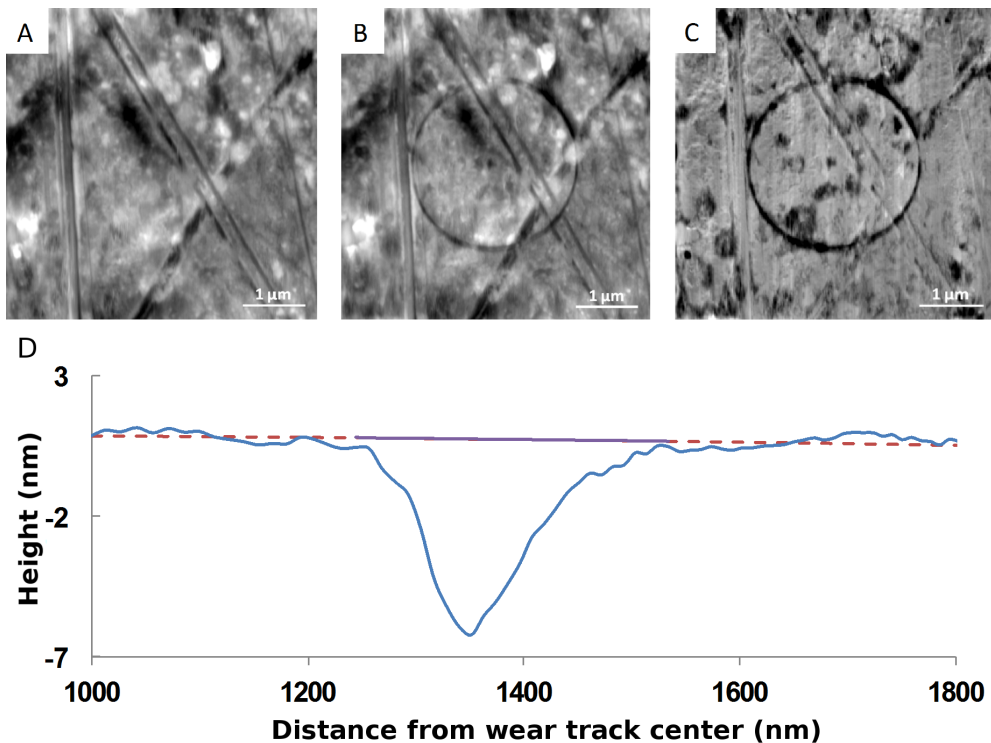 A
B
C
1 µm
1 µm
1 µm
D
3
-2
-7
Height (nm)
1000
1200
1400
1600
1800
Distance from wear track center (nm)